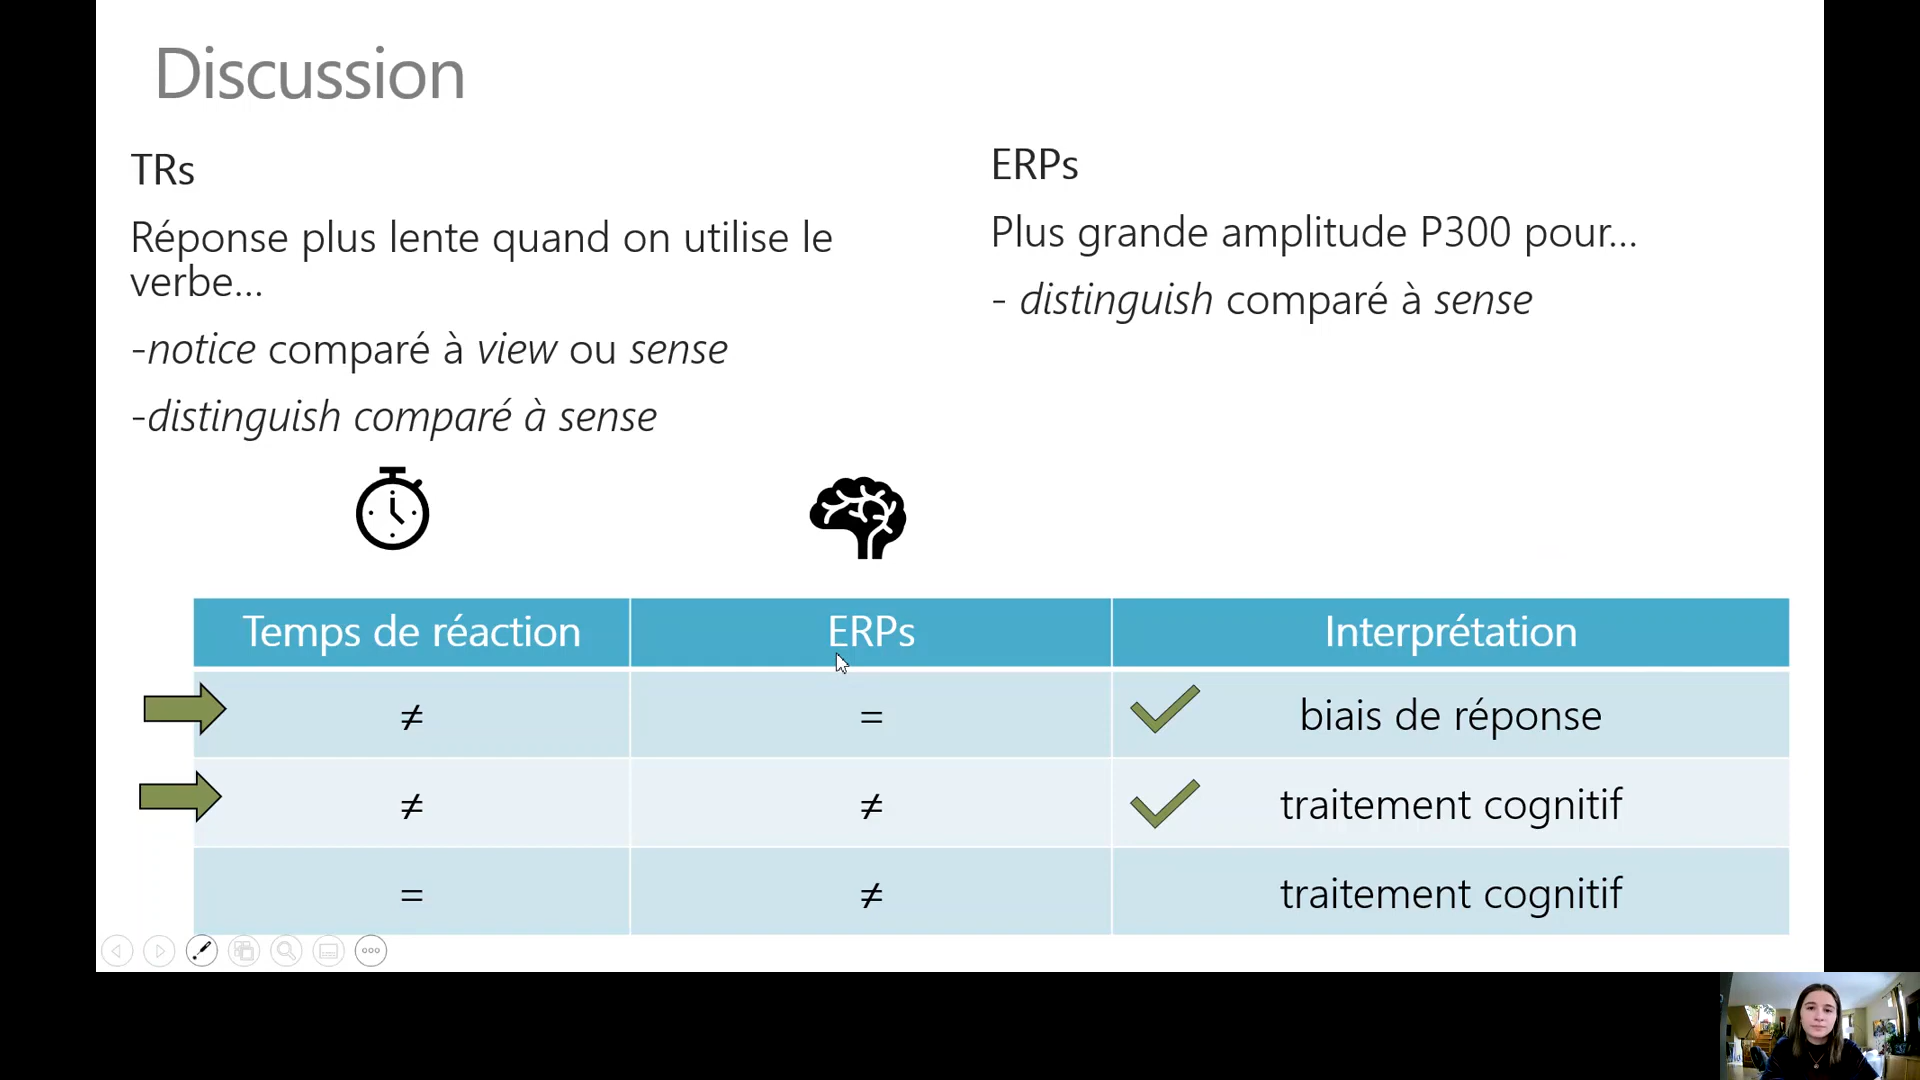 Discussion
TRs
Réponse plus lente quand on utilise le
verbe...
-notice comparé à view ou sense
-distinguish comparé à sense
ERPs
Plus grande amplitude P300 pour...
- distinguish comparé à sense
Temps de réaction ERPs Interprétation
≠ = biais de réponse
≠ ≠ traitement cognitif
= ≠ traitement cognitif